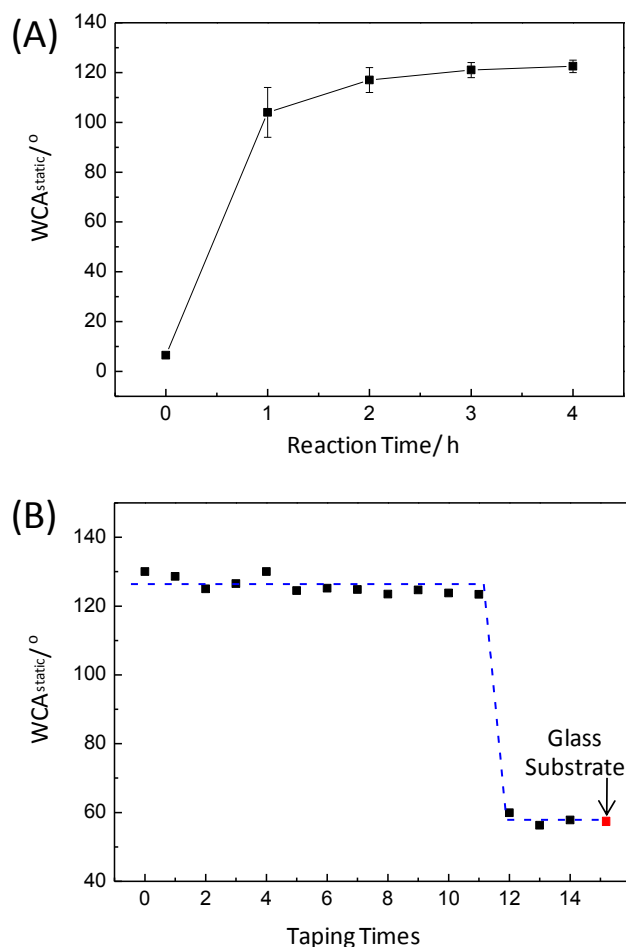 (A)
140
120
100
80
60
40
20
0
WCAstatic/°
0 1 2 3 4
Reaction Time/ h
(B)
140
120
100
80
60
40
WCAstatic/°
Glass
Substrate
0 2 4 6 8 10 12 14
Taping Times